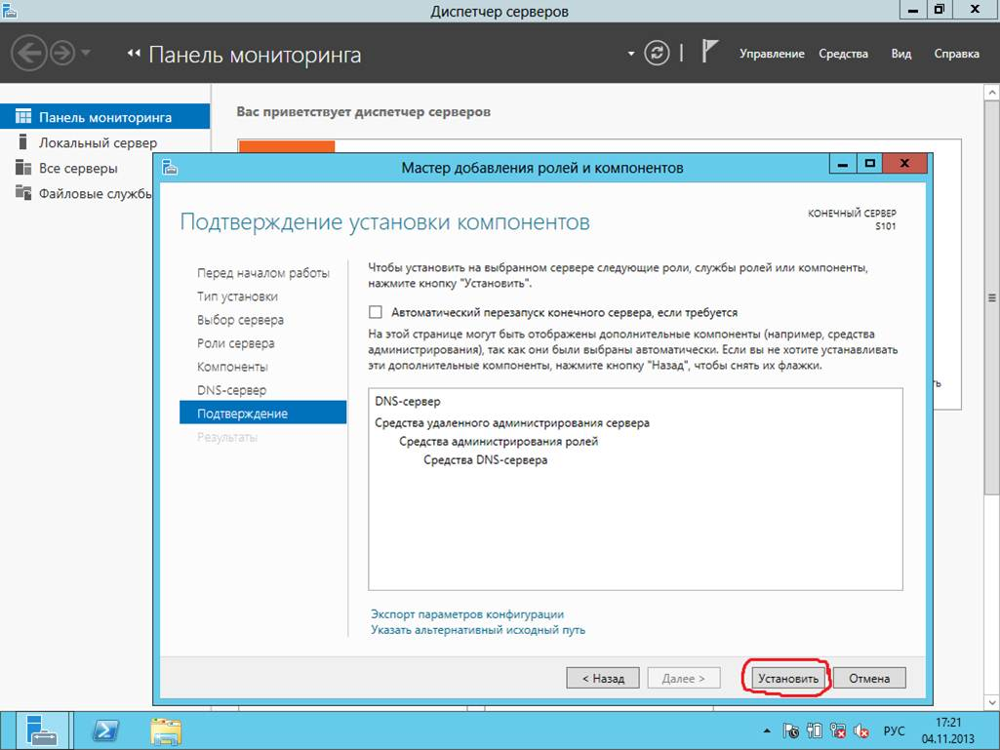 Диспетчер серверов
Панель мониторинга
Управление Средства Вид Справка
Панель мониторинга
Локальный сервер
Все серверы
Файловые службы
Вас приветствует диспетчер серверов
Мастер добавления ролей и компонентов
Подтверждение установки компонентов
КОНЕЧНЫЙ СЕРВЕР
S101
Перед началом работы
Тип установки
Выбор сервера
Роли сервера
Компоненты
DNS-сервер
Подтверждение
Результаты
Чтобы установить на выбранном сервере следующие роли, службы ролей или компоненты,
нажмите кнопку "Установить".
Автоматический перезапуск конечного сервера, если требуется
На этой странице могут быть отображены дополнительные компоненты (например, средства
администрирования), так как они были выбраны автоматически. Если вы не хотите устанавливать
эти дополнительные компоненты, нажмите кнопку "Назад", чтобы снять их флажки.
DNS-сервер
Средства удаленного администрирования сервера
Средства администрирования ролей
Средства DNS-сервера
Экспорт параметров конфигурации
Указать альтернативный исходный путь
< Назад Далее > Установить Отмена
РУС
17:21
04.11.2013